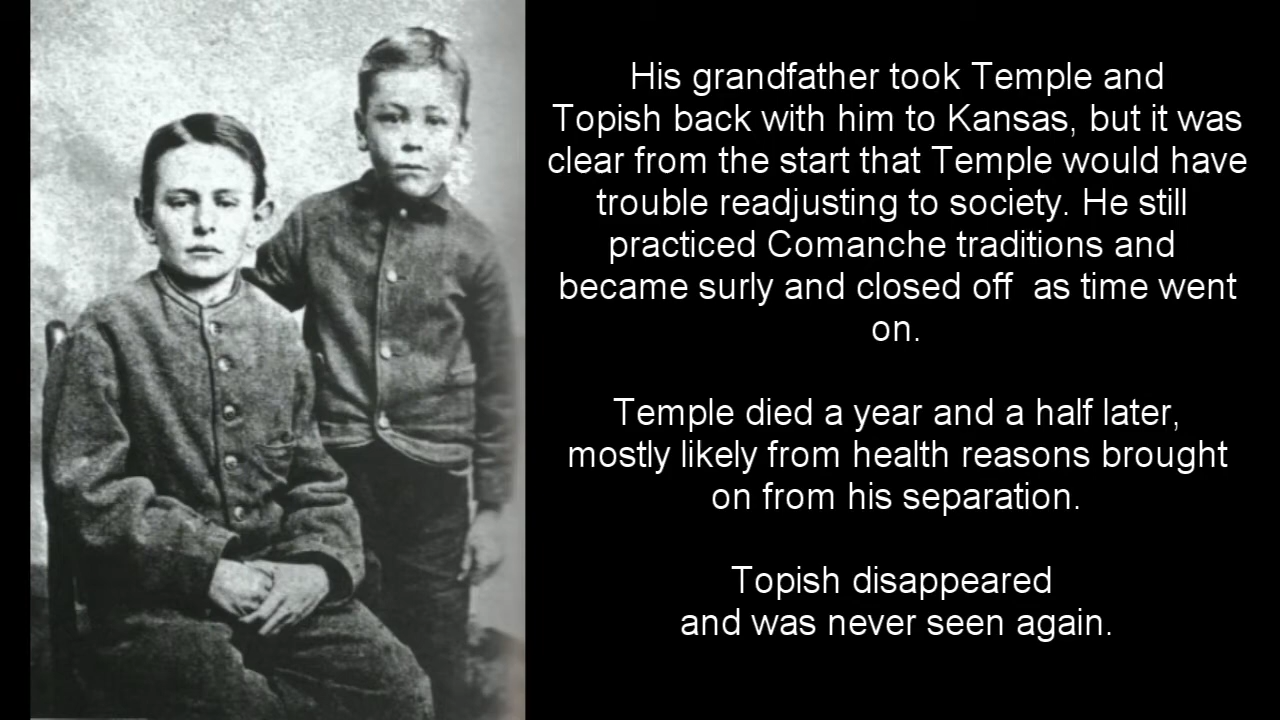 His grandfather took Temple and
Topish back with him to Kansas, but it was
clear from the start that Temple would have
trouble readjusting to society. He still
practiced Comanche traditions and
became surly and closed off  as time went
on.
Temple died a year and a half later,
mostly likely from health reasons brought
on from his separation.
Topish disappeared
and was never seen again.